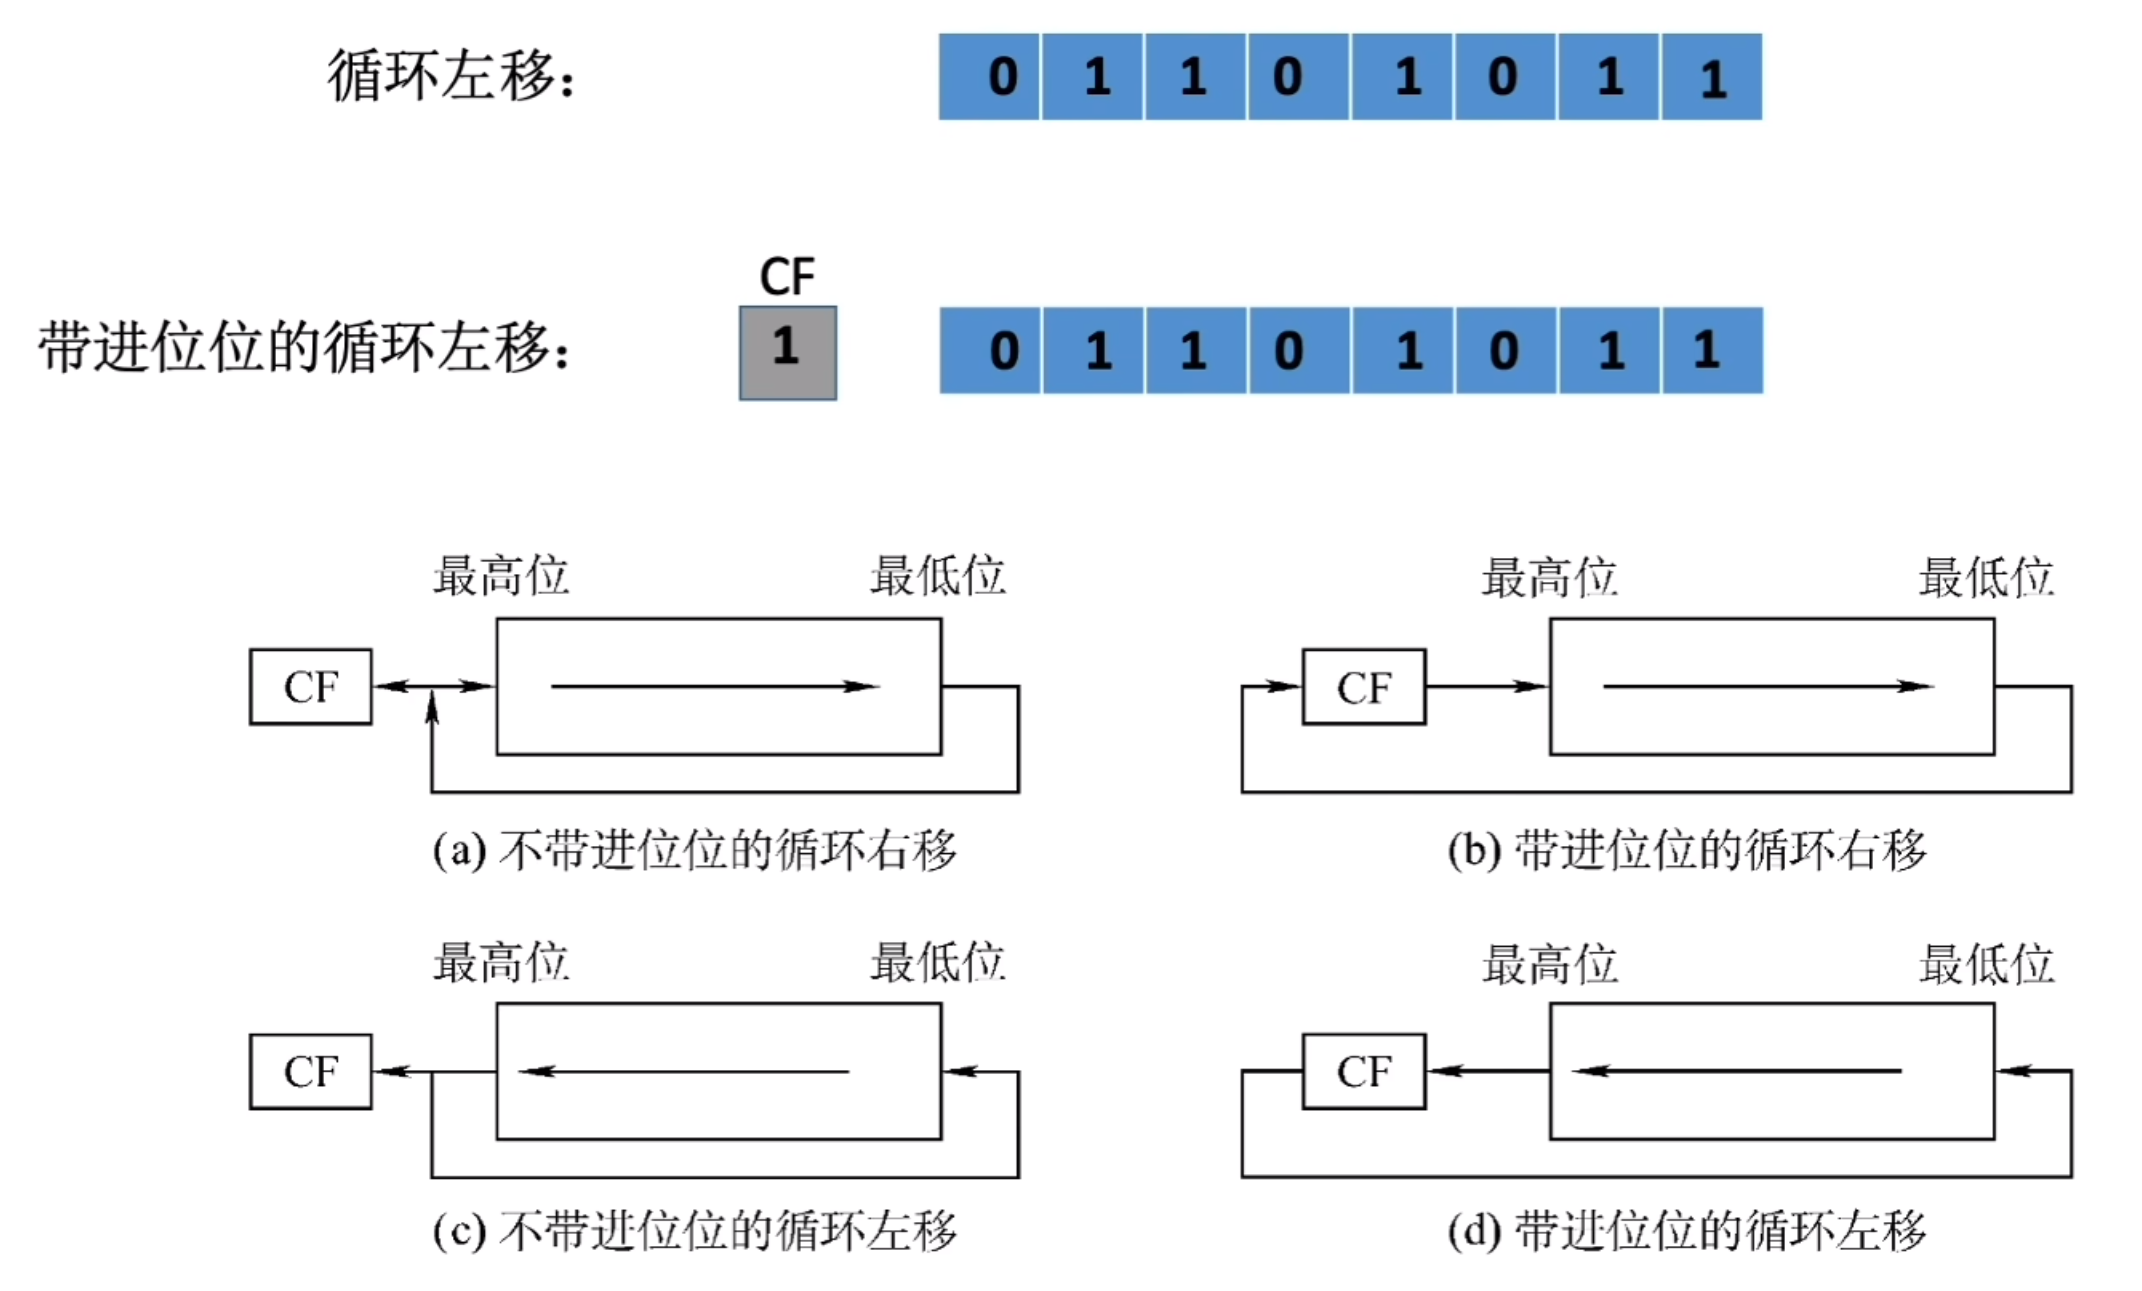 循环左移： 0 1 1 0 1 0 1 1
CF
带进位位的循环左移： 1 0 1 1 0 1 0 1 1
最高位 最低位 最高位 最低位
CF CF
(a) 不带进位位的循环右移 (b) 带进位位的循环右移
最高位 最低位 最高位 最低位
CF CF
(c) 不带进位位的循环左移 (d) 带进位位的循环左移